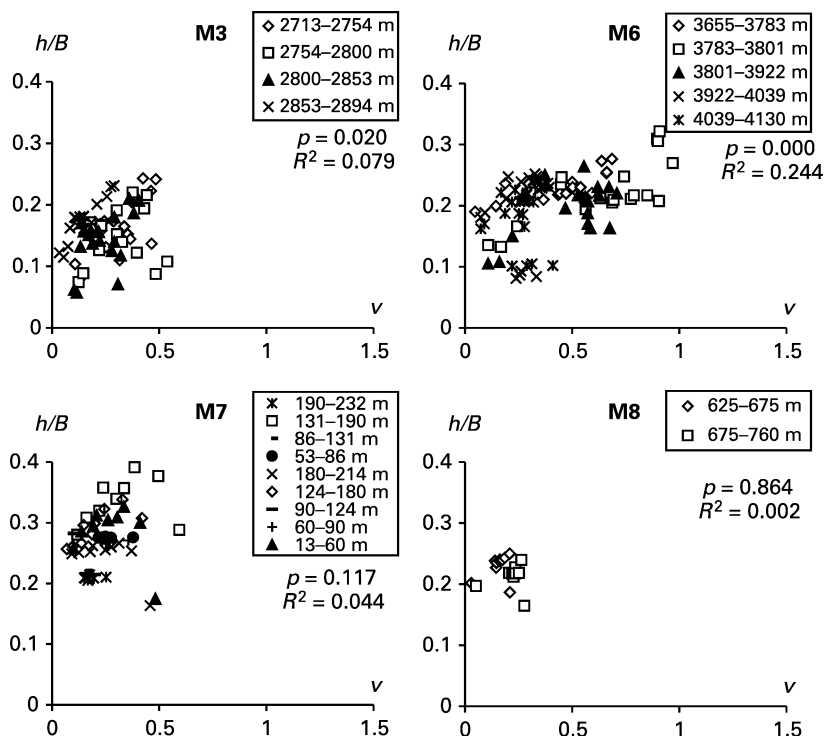 M3
h/B
2713–2754 m
2754–2800 m
2800–2853 m
2853–2894 m
p = 0.020
R² = 0.079
0.4
0.3
0.2
0.1
0
v
0.5
1
1.5
M6
h/B
3655–3783 m
3783–3801 m
3801–3922 m
3922–4039 m
4039–4130 m
p = 0.000
R² = 0.244
0.4
0.3
0.2
0.1
0
v
0.5
1
1.5
M7
h/B
190–232 m
131–190 m
86–131 m
53–86 m
180–214 m
124–180 m
90–124 m
60–90 m
13–60 m
p = 0.117
R² = 0.044
0.4
0.3
0.2
0.1
0
v
0
0.5
1
1.5
M8
h/B
625–675 m
675–760 m
p = 0.864
R² = 0.002
0.4
0.3
0.2
0.1
0
v
0
0.5
1
1.5